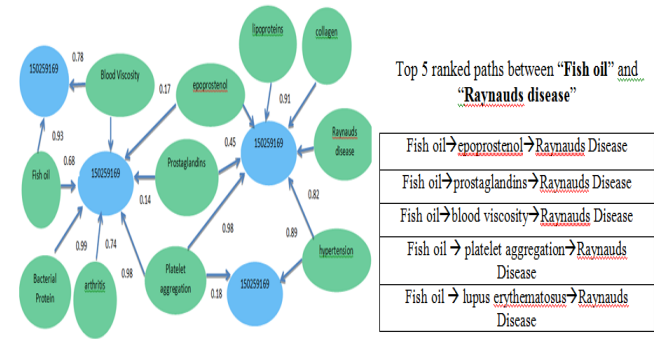 lipoproteins
collagen
150259169
0.78
Blood Viscosity
0.17
epoprostenol
0.91
Raynauds
disease
0.93
0.45
150259169
Fish oil
0.68
150259169
Prostaglandins
0.14
0.82
0.99
0.74
0.98
0.98
0.89
hypertension
Bacterial
Protein
arthritis
Platelet
aggregation
0.18
150259169
Top 5 ranked paths between “Fish oil” and
“Raynauds disease”
Fish oil→epoprostenol→Raynauds Disease
Fish oil→prostaglandins→Raynauds Disease
Fish oil→blood viscosity→Raynauds Disease
Fish oil → platelet aggregation→Raynauds
Disease
Fish oil → lupus erythematosus→Raynauds
Disease